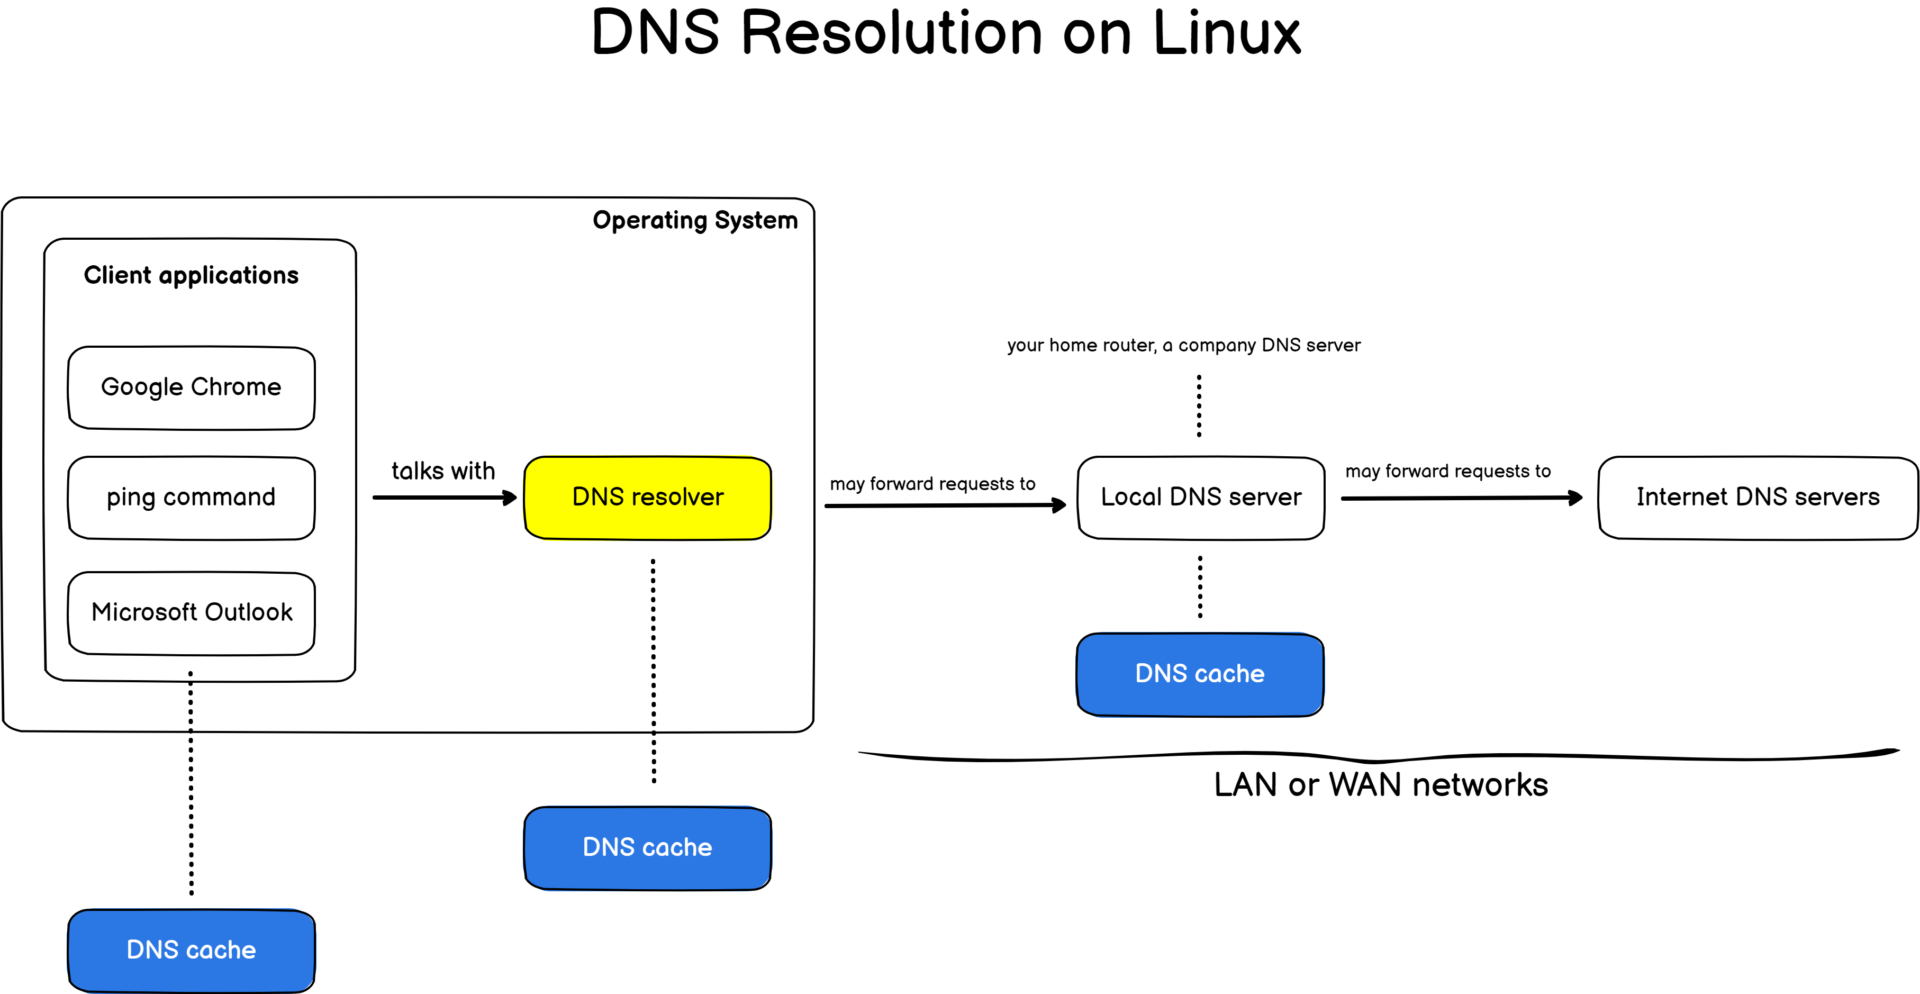 DNS Resolution on Linux
Operating System
Client applications
Google Chrome
ping command
Microsoft Outlook
talks with
DNS resolver
may forward requests to
your home router, a company DNS server
Local DNS server
may forward requests to
Internet DNS servers
DNS cache
LAN or WAN networks
DNS cache
DNS cache